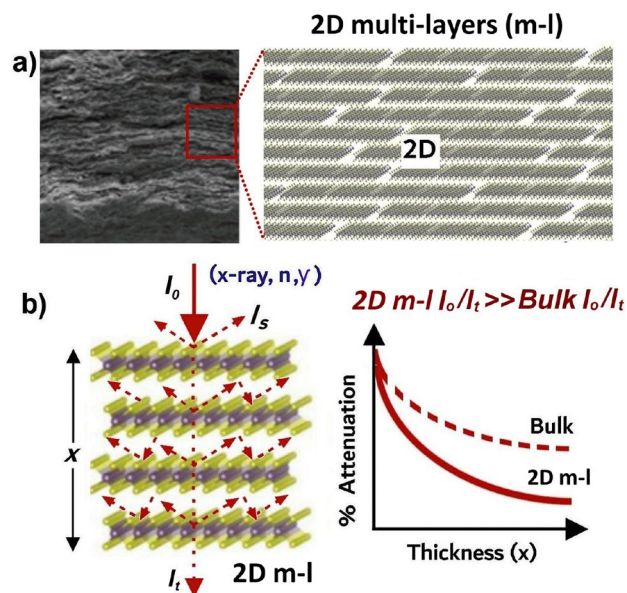 2D multi-layers (m-l)
a)
2D
b)
I0
(x-ray, n,γ)
Is
x
It
2D m-l
2D m-l Io/It >> Bulk Io/It
% Attenuation
Bulk
2D m-l
Thickness (x)